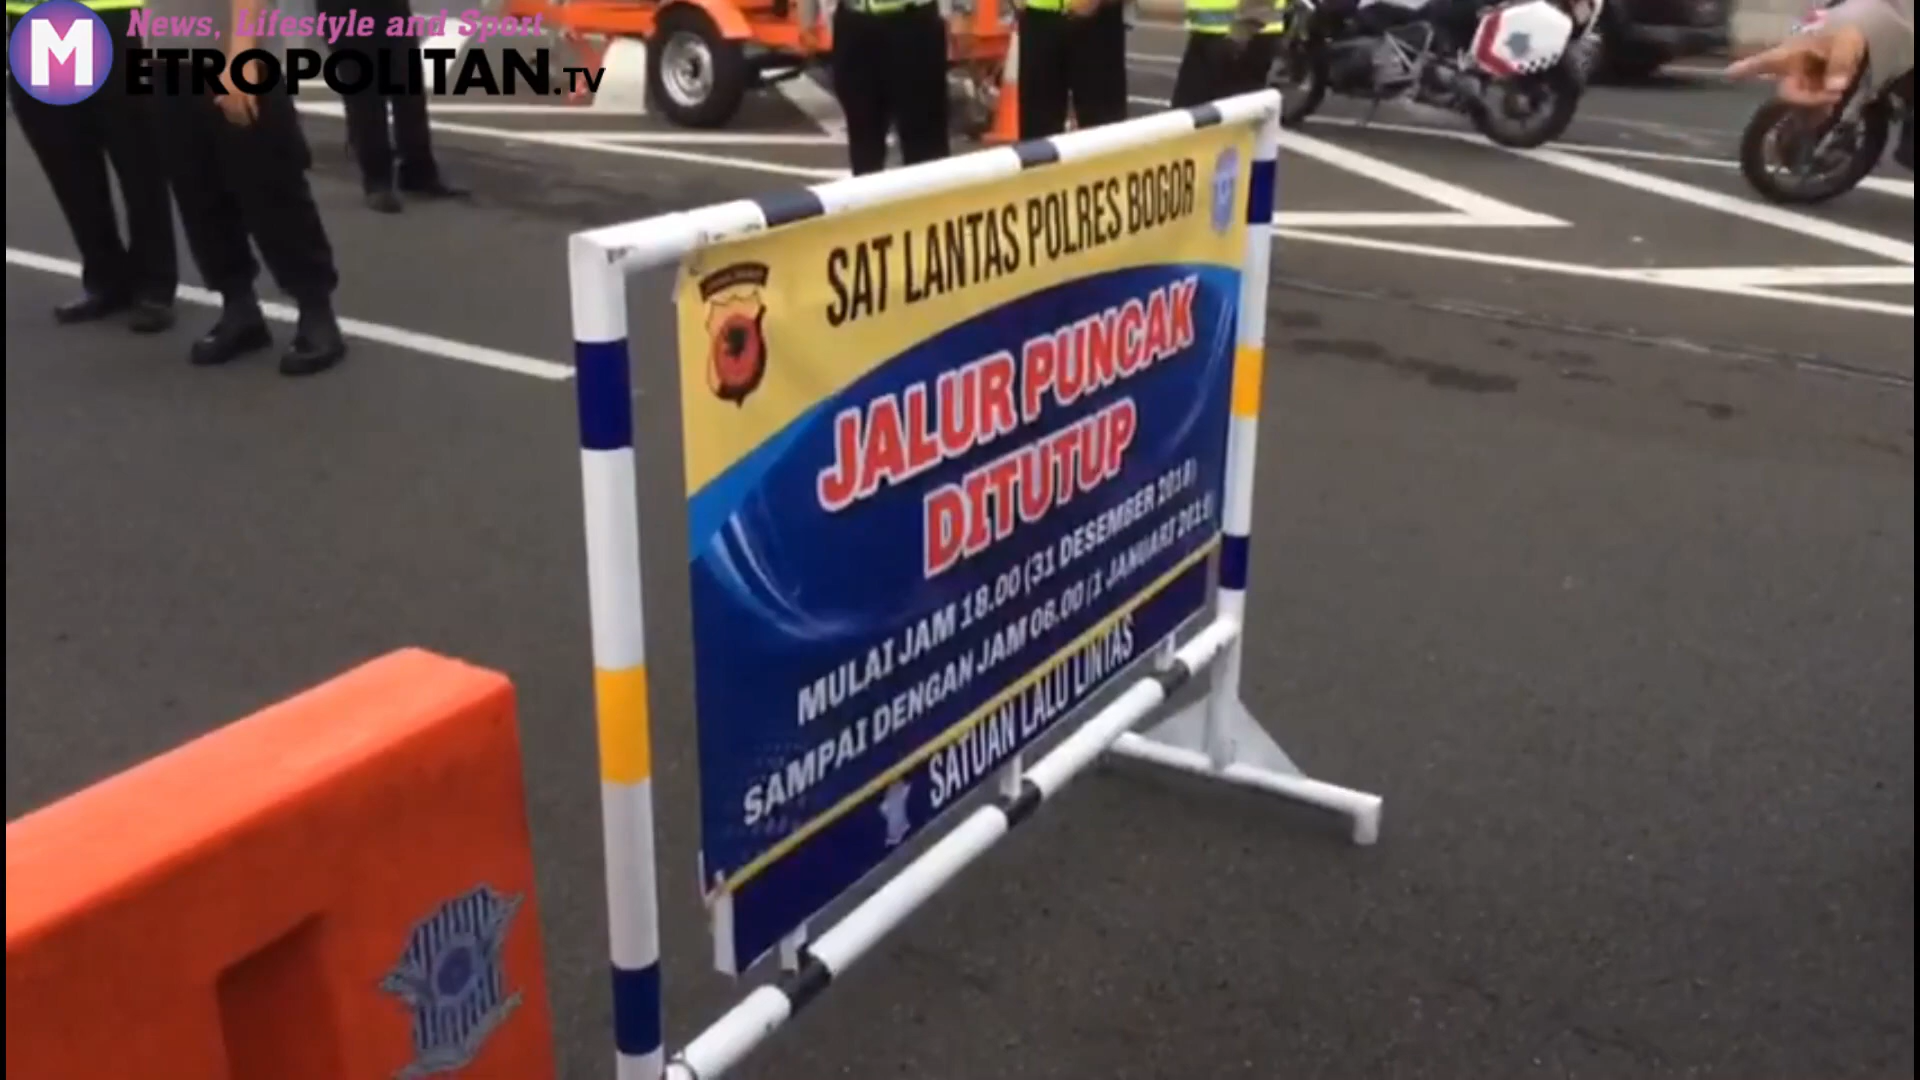 News, Lifestyle and Sport
METROPOLITAN.TV
SAT LANTAS POLRES BOGOR
JALUR PUNCAK
DITUTUP
MULAI JAM 18.00 (31 DESEMBER 2018)
SAMPAI DENGAN JAM 06.00 (1 JANUARI 2019)
SATUAN LALU LINTAS